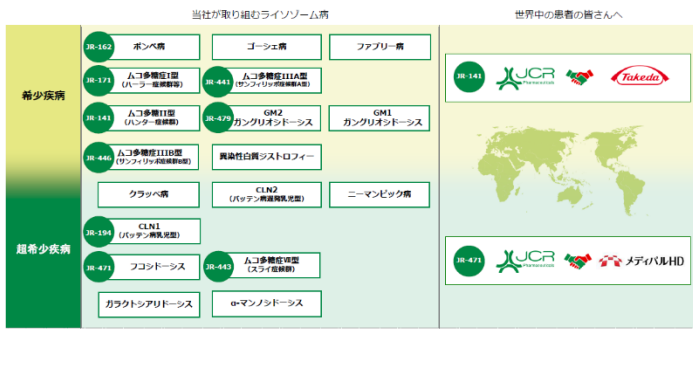 当社が取り組むライソゾーム病
世界中の患者の皆さんへ
希少疾病
JR-162
ポンペ病
ゴーシェ病
ファブリー病
JR-171
ムコ多糖症I型
(ハーラー症候群等)
JR-441
ムコ多糖症IIIA型
(サンフィリッポ症候群A型)
JR-141
ムコ多糖II型
(ハンター症候群)
JR-479
GM2
ガングリオシドーシス
GM1
ガングリオシドーシス
JR-446
ムコ多糖症IIIB型
(サンフィリッポ症候群B型)
異染性白質ジストロフィー
クラッベ病
CLN2
(バッテン病遅発乳児型)
ニーマンピック病
超希少疾病
JR-194
CLN1
(バッテン病乳児型)
JR-471
フコシドーシス
JR-443
ムコ多糖症VII型
(スライ症候群)
ガラクトシアリドーシス
α-マンノシドーシス
JR-141
JCR
Pharmaceuticals
Takeda
JR-471
JCR
Pharmaceuticals
メディパルHD